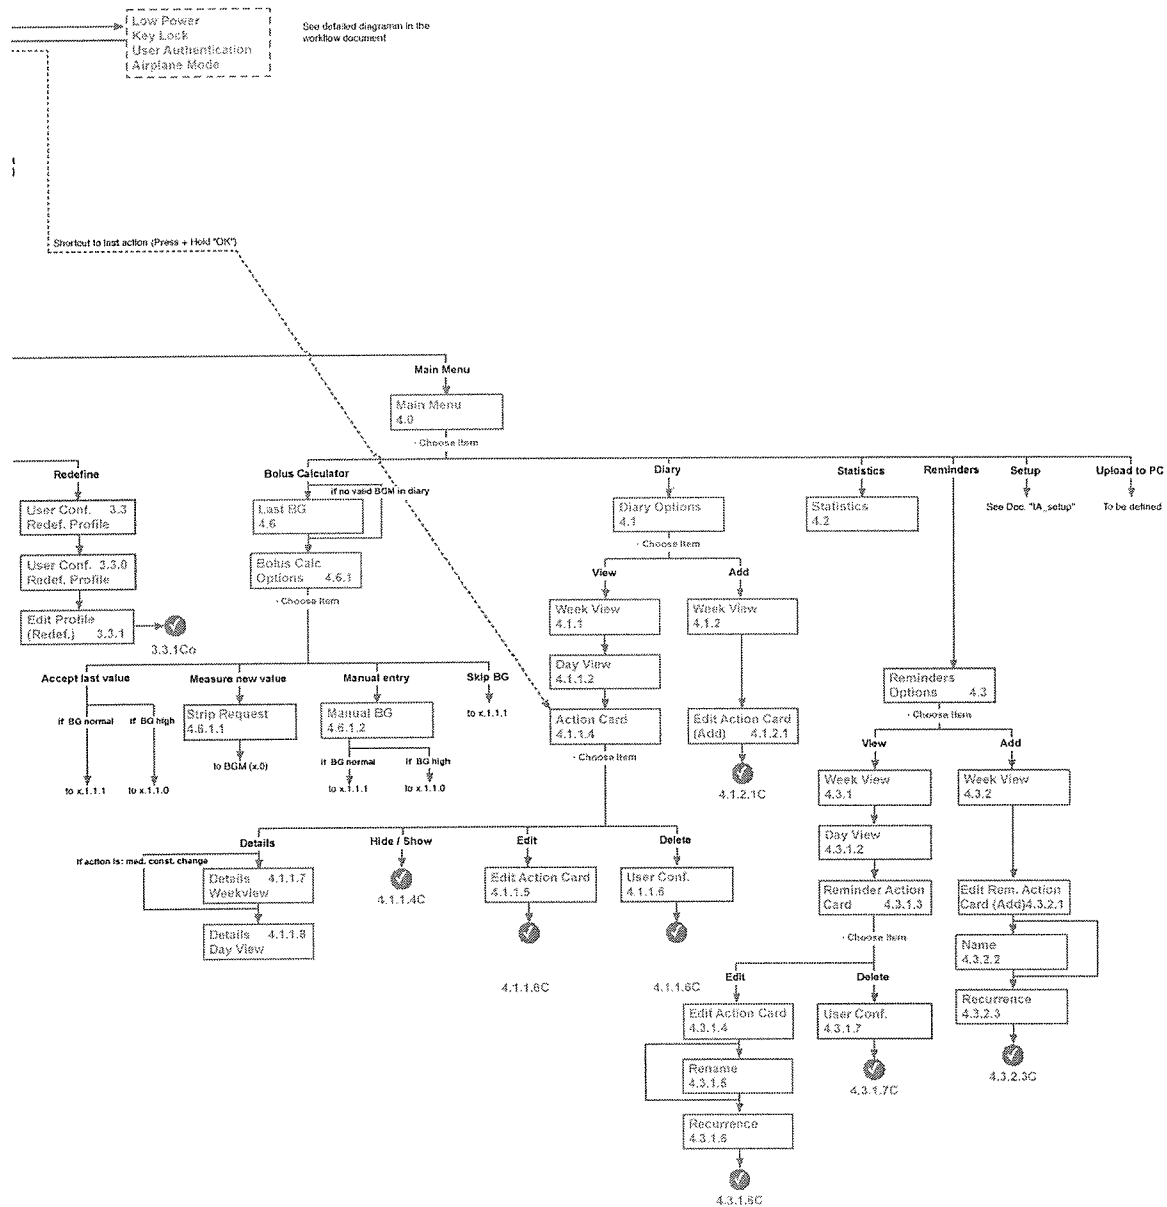 Low Power
Key Lock
User Authentication
Airplane Mode
See detailed diagramm in the
workflow document
Shortcut to last action (Press + Hold "OK")
Main Menu
Main Menu
4.0
- Choose Item
Redefine
Bolus Calculator
Diary
Statistics
Reminders
Setup
Upload to PC
if no valid BGM in diary
User Conf. 3.3
Redef. Profile
Last BG
4.6
Diary Options
4.1
Statistics
4.2
See Doc. "IA_setup"
To be defined
- Choose Item
User Conf. 3.3.0
Redef. Profile
Bolus Calc
Options 4.6.1
- Choose Item
View
Add
Edit Profile
(Redef.) 3.3.1
3.3.1Co
Week View
4.1.1
Week View
4.1.2
Day View
4.1.1.2
Accept last value
Measure new value
Manual entry
Skip BG
to x.1.1.1
Reminders
Options 4.3
- Choose Item
if BG normal
if BG high
Strip Request
4.6.1.1
Manual BG
4.6.1.2
Action Card
4.1.1.4
Edit Action Card
(Add) 4.1.2.1
- Choose Item
View
Add
to BGM (x.0)
if BG normal
if BG high
to x.1.1.1
to x.1.1.0
to x.1.1.1
to x.1.1.0
4.1.2.1C
Week View
4.3.1
Week View
4.3.2
Day View
4.3.1.2
Details
Hide / Show
Edit
Delete
If action is: med. const. change
Details 4.1.1.7
Weekview
4.1.1.4C
Edit Action Card
4.1.1.5
User Conf.
4.1.1.6
Reminder Action
Card 4.3.1.3
Edit Rem. Action
Card (Add)4.3.2.1
Details 4.1.1.8
Day View
- Choose Item
Name
4.3.2.2
4.1.1.6C
4.1.1.6C
Edit
Delete
Recurrence
4.3.2.3
Edit Action Card
4.3.1.4
User Conf.
4.3.1.7
4.3.2.3C
Rename
4.3.1.5
4.3.1.7C
Recurrence
4.3.1.6
4.3.1.6C